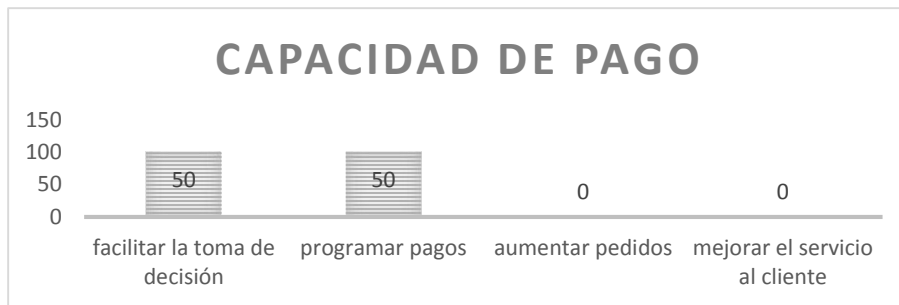 CAPACIDAD DE PAGO
150
100
50
0
50
50
0
0
facilitar la toma de
decisión
programar pagos
aumentar pedidos
mejorar el servicio
al cliente